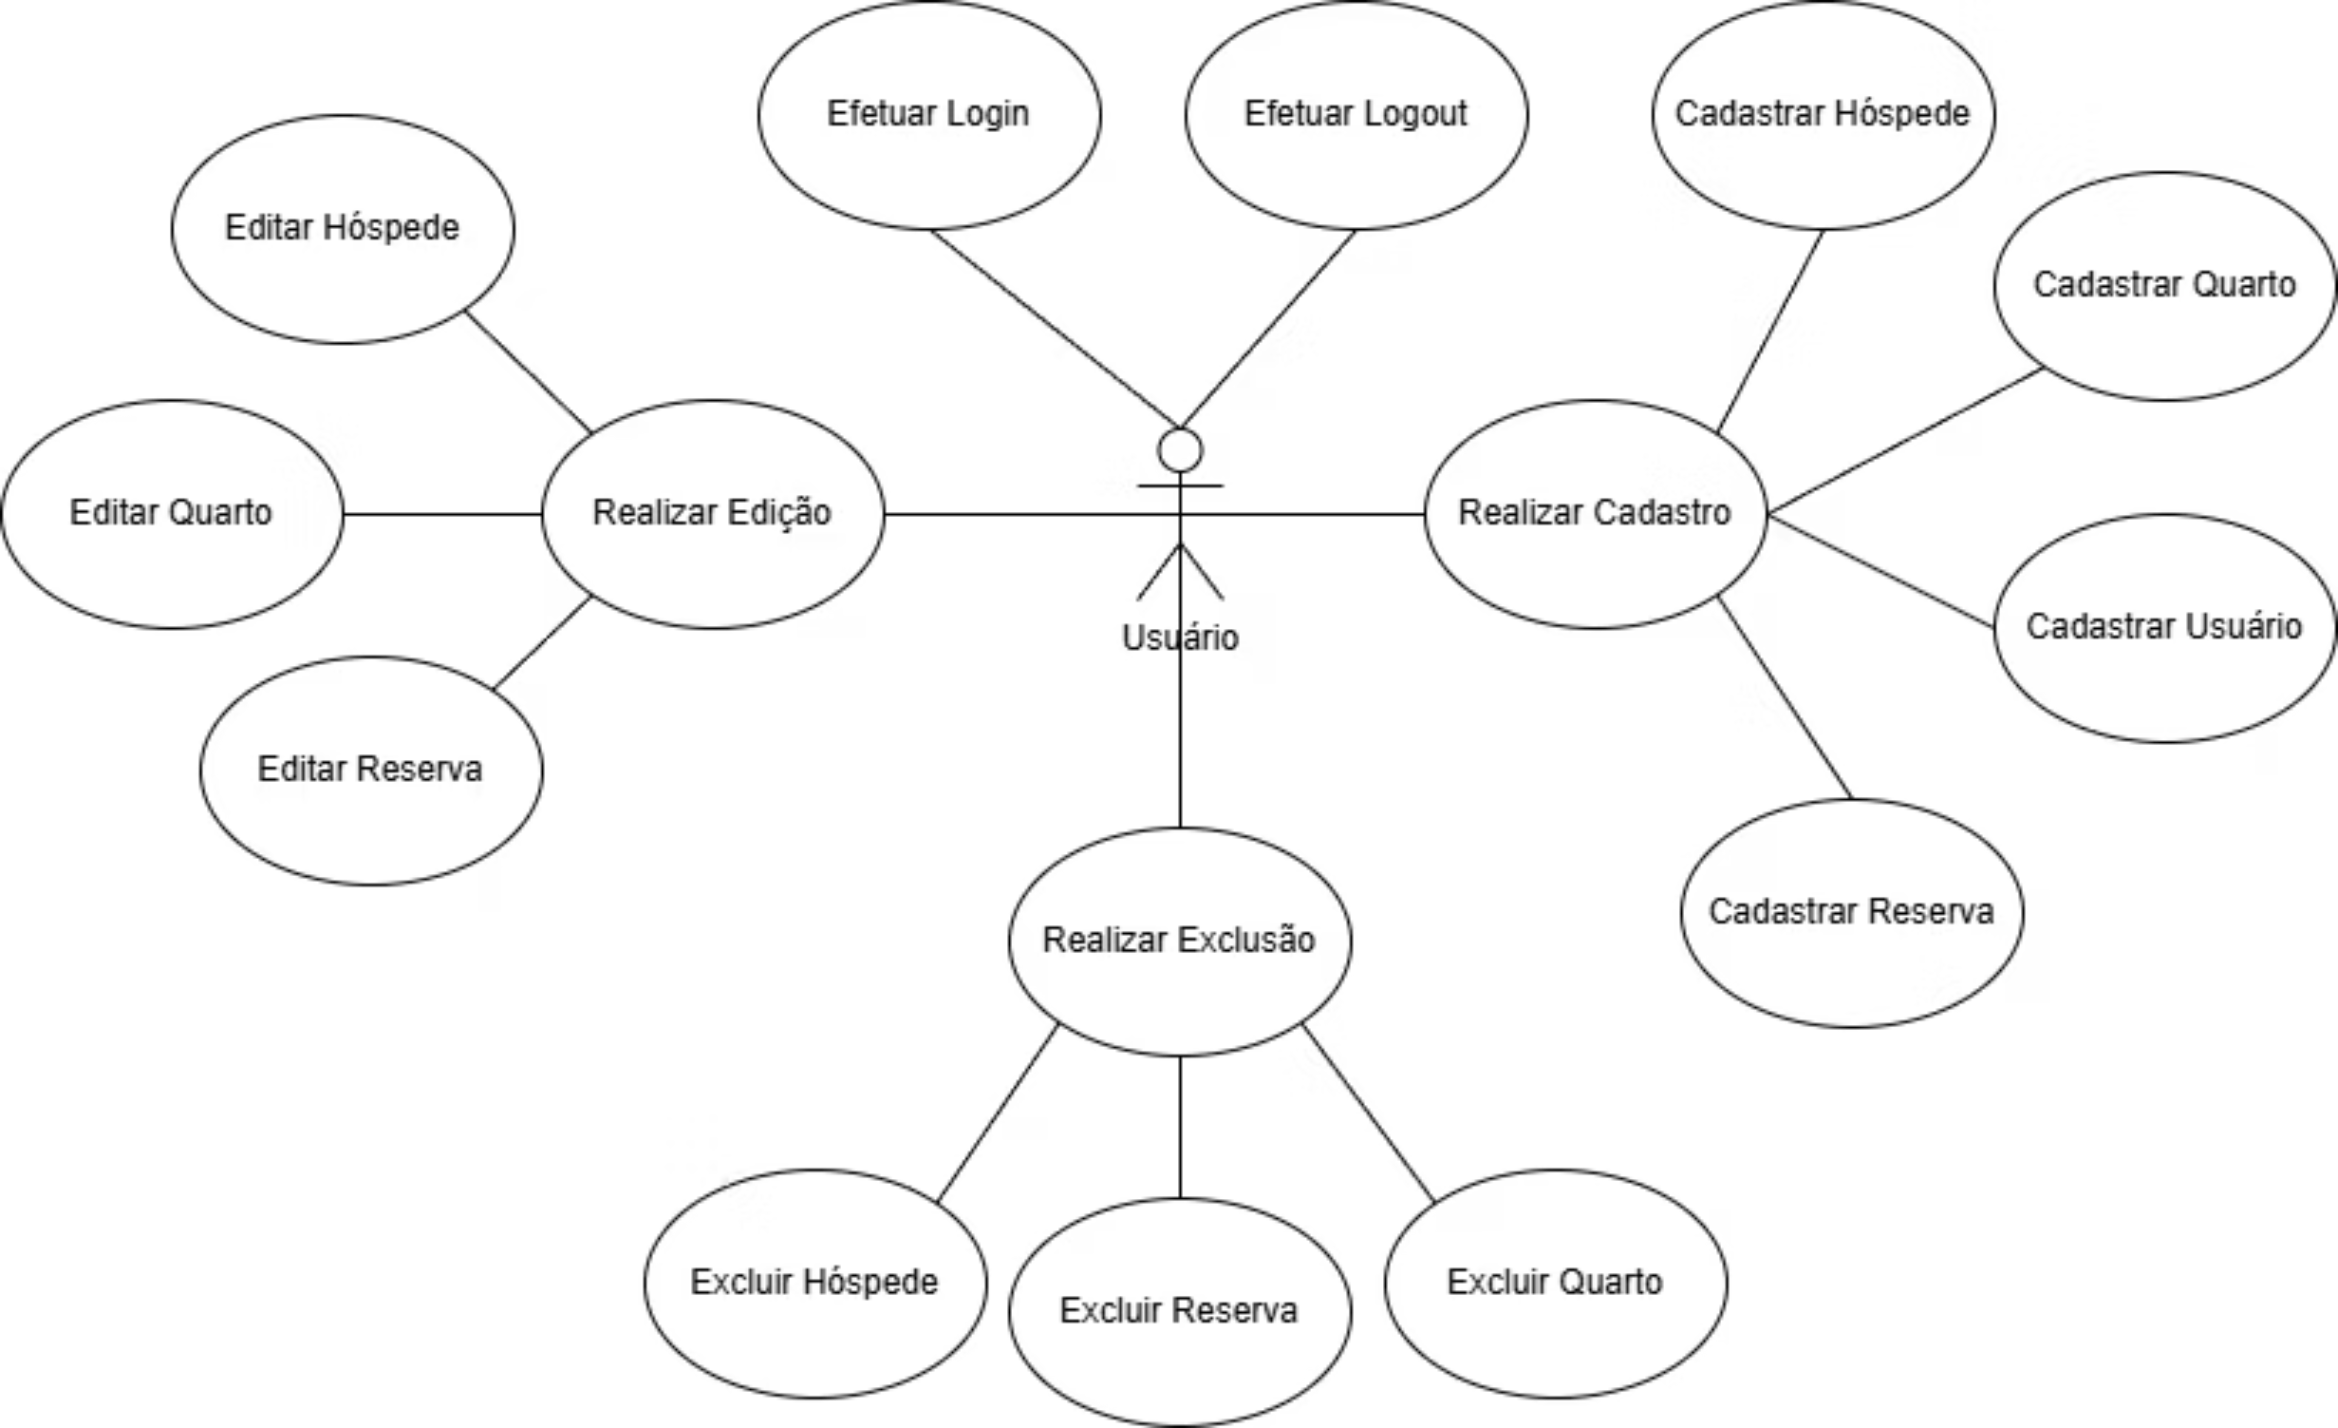 Efetuar Login
Efetuar Logout
Cadastrar Hóspede
Editar Hóspede
Cadastrar Quarto
Editar Quarto
Realizar Edição
Realizar Cadastro
Cadastrar Usuário
Usuário
Editar Reserva
Cadastrar Reserva
Realizar Exclusão
Excluir Hóspede
Excluir Reserva
Excluir Quarto